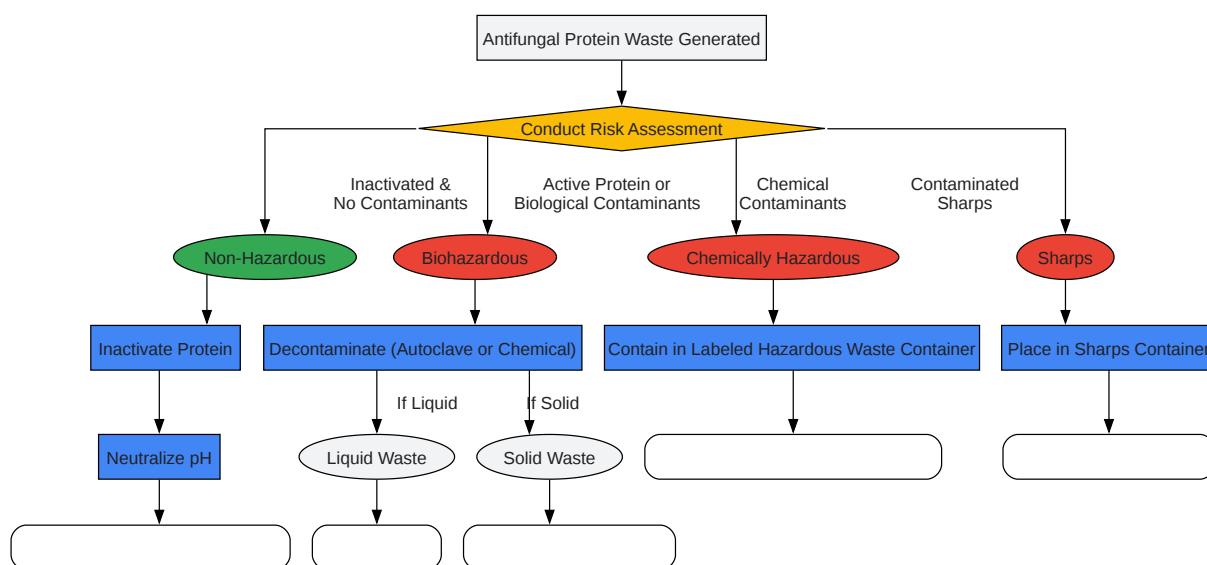 Antifungal Protein Waste Generated
Conduct Risk Assessment
Inactivated &
No Contaminants
Active Protein or
Biological Contaminants
Chemical
Contaminants
Contaminated
Sharps
Non-Hazardous
Biohazardous
Chemically Hazardous
Sharps
Inactivate Protein
Decontaminate (Autoclave or Chemical)
Contain in Labeled Hazardous Waste Container
Place in Sharps Container
If Liquid
If Solid
Neutralize pH
Liquid Waste
Solid Waste